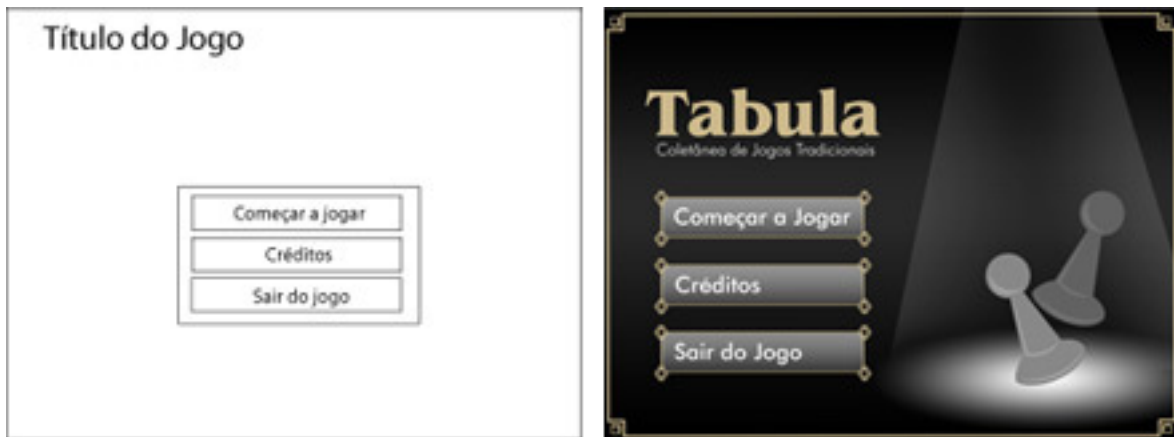 Título do Jogo
Começar a jogar
Créditos
Sair do jogo
Tabula
Coletânea de Jogos Tradicionais
Começar a Jogar
Créditos
Sair do Jogo